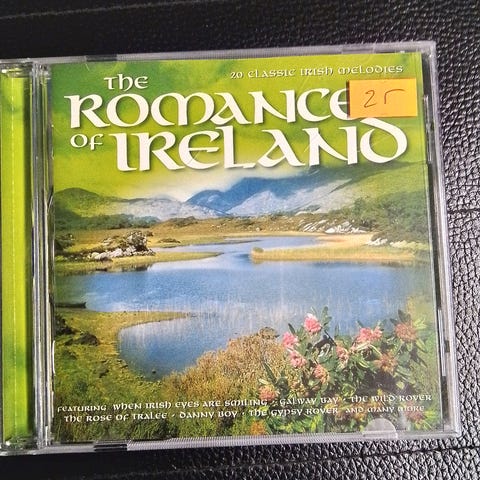 20 CLASSIC IRISH MELODIES
THE
ROMANCE
OF IRELAND
25
FEATURING WHEN IRISH EYES ARE SMILING • GALWAY BAY • THE WILD ROVER
THE ROSE OF TRALEE • DANNY BOY • THE GYPSY ROVER AND MANY MORE